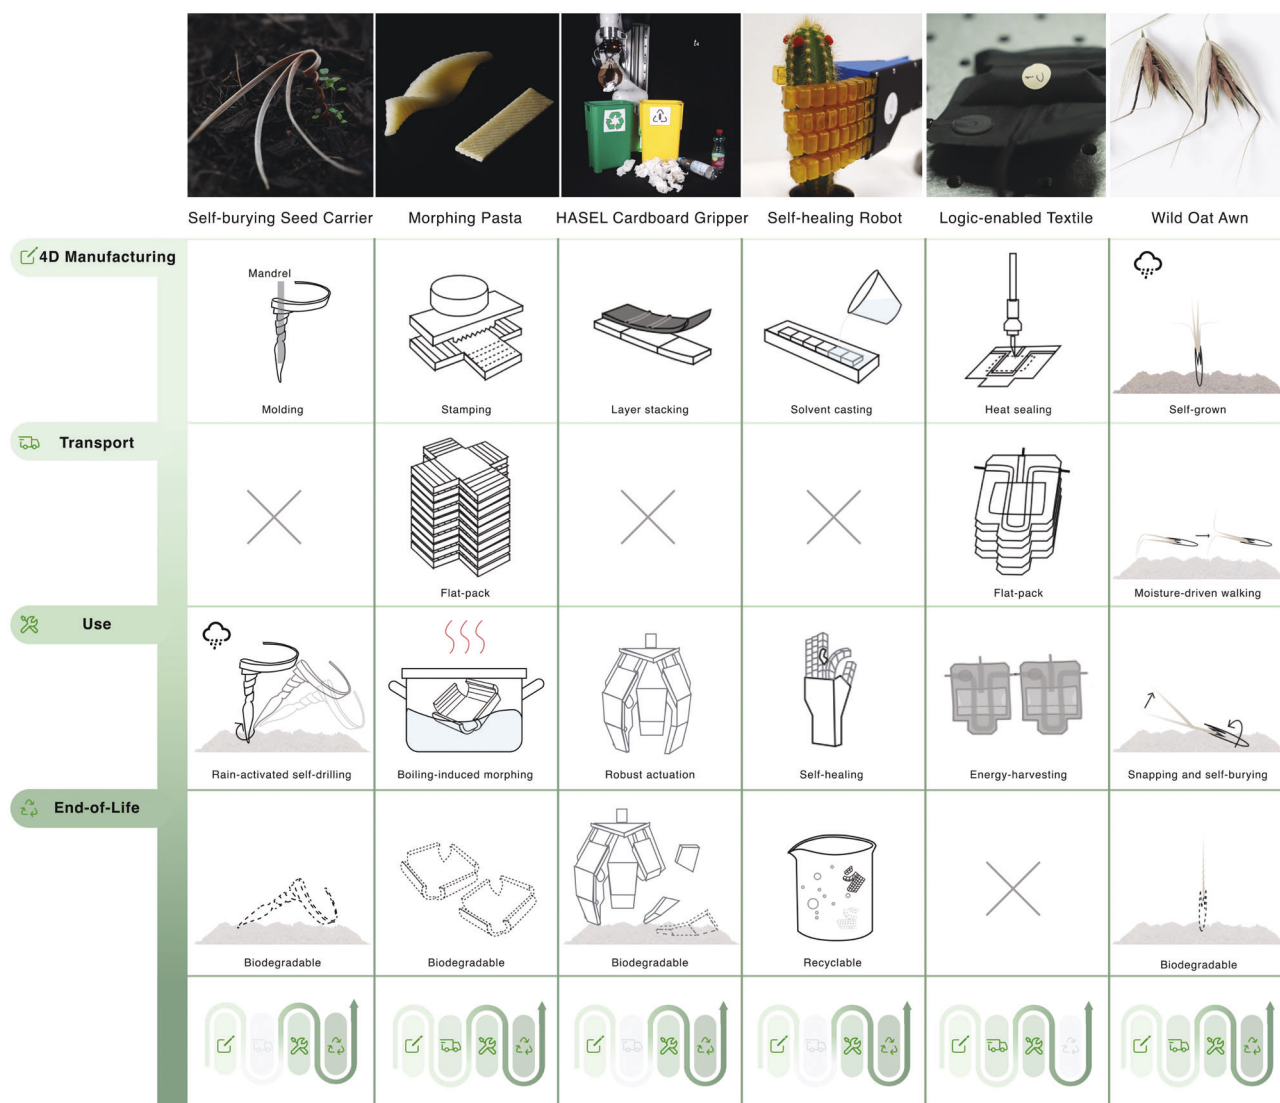 Self-burying Seed Carrier
Morphing Pasta
HASEL Cardboard Gripper
Self-healing Robot
Logic-enabled Textile
Wild Oat Awn
4D Manufacturing
Mandrel
Molding
Stamping
Layer stacking
Solvent casting
Heat sealing
Self-grown
Transport
Flat-pack
Flat-pack
Moisture-driven walking
Use
Rain-activated self-drilling
Boiling-induced morphing
Robust actuation
Self-healing
Energy-harvesting
Snapping and self-burying
End-of-Life
Biodegradable
Biodegradable
Biodegradable
Recyclable
Biodegradable